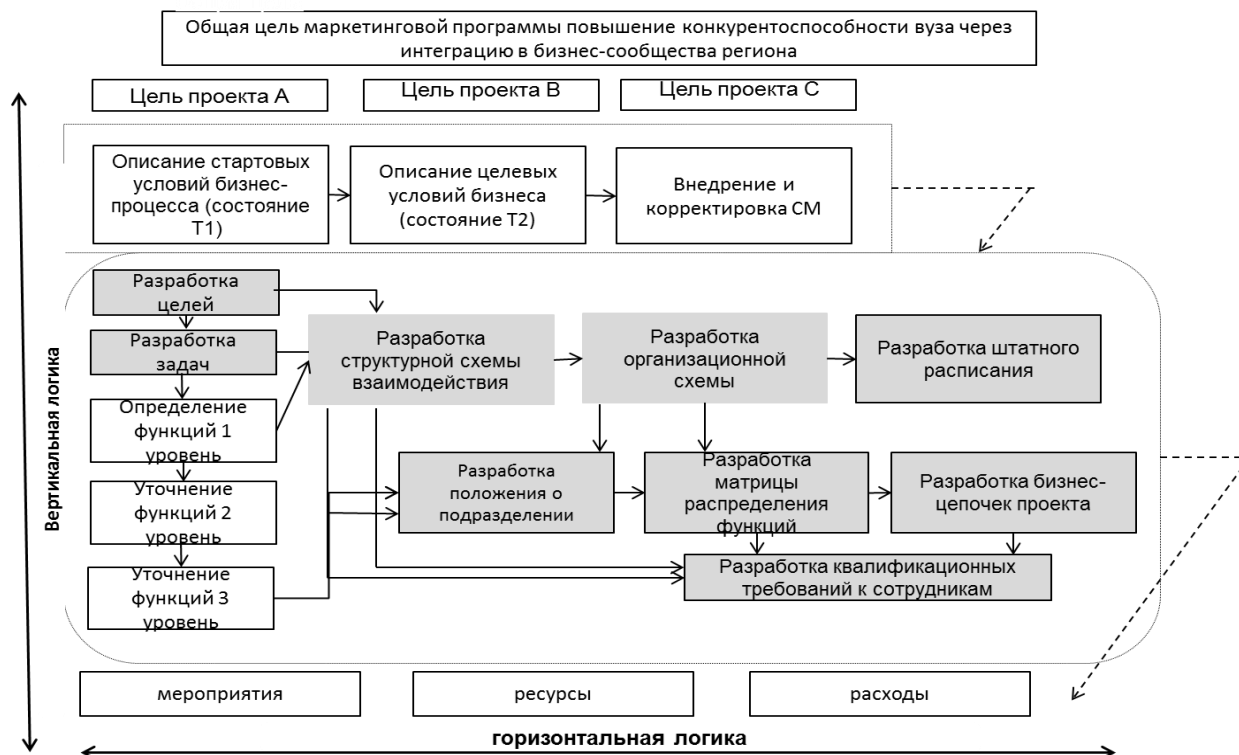 Общая цель маркетинговой программы повышение конкурентоспособности вуза через
интеграцию в бизнес-сообщества региона
Цель проекта А
Цель проекта В
Цель проекта С
Описание стартовых
условий бизнес-
процесса (состояние
Т1)
Описание целевых
условий бизнеса
(состояние Т2)
Внедрение и
корректировка СМ
Разработка
целей
Разработка
задач
Определение
функций 1
уровень
Уточнение
функций 2
уровень
Уточнение
функций 3
уровень
Разработка
структурной схемы
взаимодействия
Разработка
организационной
схемы
Разработка штатного
расписания
Разработка
положения о
подразделении
Разработка
матрицы
распределения
функций
Разработка бизнес-
цепочек проекта
Разработка квалификационных
требований к сотрудникам
мероприятия
ресурсы
расходы
Вертикальная логика
горизонтальная логика